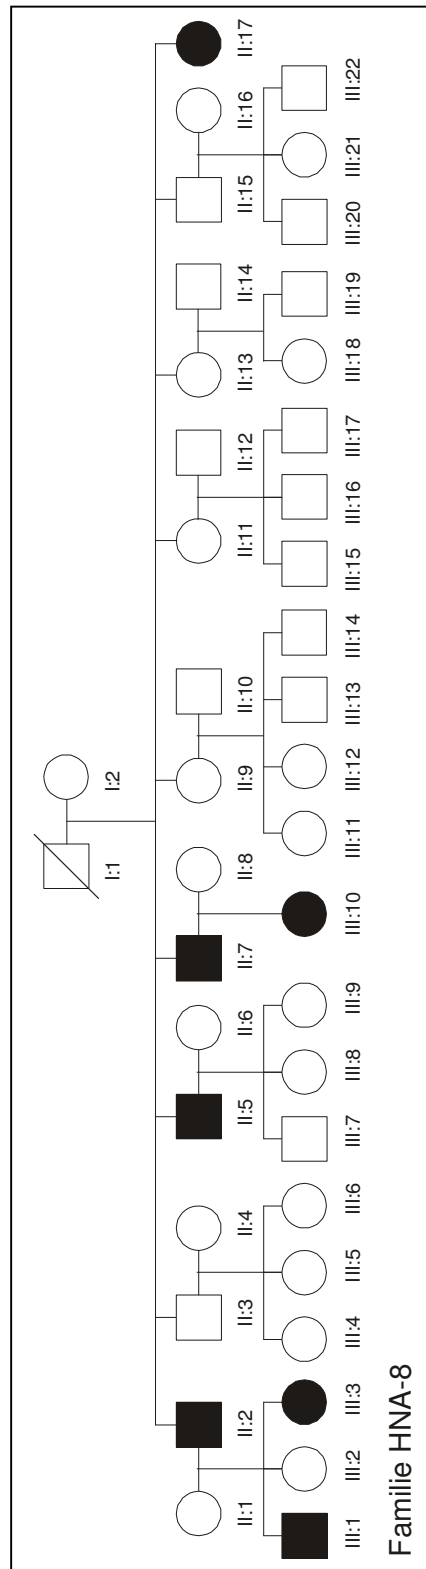 I:1 I:2
II:1 II:2 II:3 II:4 II:5 II:6 II:7 II:8 II:9 II:10 II:11 II:12 II:13 II:14 II:15 II:16 II:17
III:1 III:2 III:3 III:4 III:5 III:6 III:7 III:8 III:9 III:10 III:11 III:12 III:13 III:14 III:15 III:16 III:17 III:18 III:19 III:20 III:21 III:22
Familie HNA-8